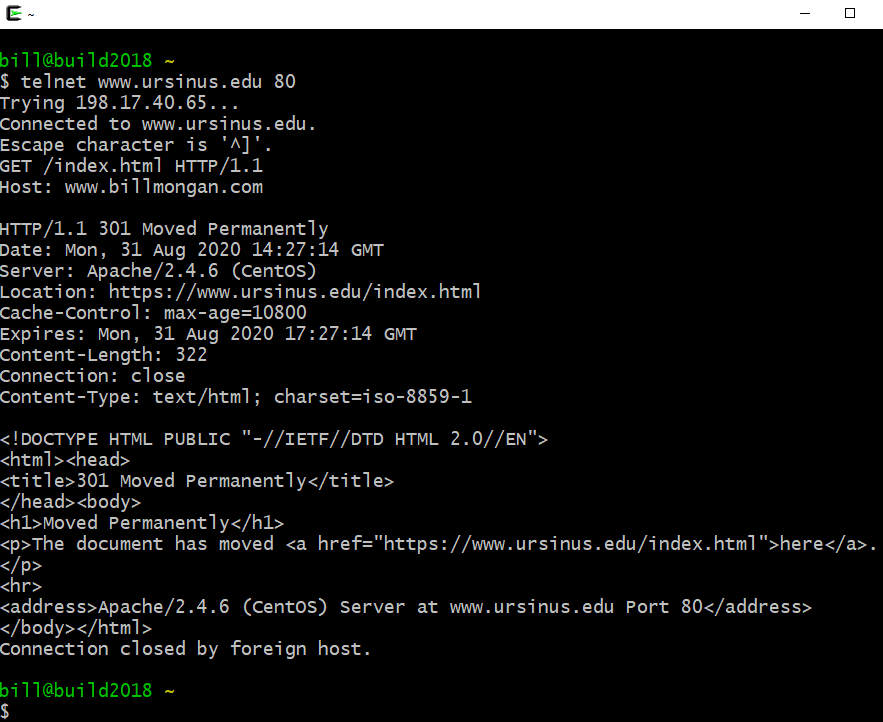 ~
bill@build2018 ~
$ telnet www.ursinus.edu 80
Trying 198.17.40.65...
Connected to www.ursinus.edu.
Escape character is '^]'.
GET /index.html HTTP/1.1
Host: www.billmongan.com
HTTP/1.1 301 Moved Permanently
Date: Mon, 31 Aug 2020 14:27:14 GMT
Server: Apache/2.4.6 (CentOS)
Location: https://www.ursinus.edu/index.html
Cache-Control: max-age=10800
Expires: Mon, 31 Aug 2020 17:27:14 GMT
Content-Length: 322
Connection: close
Content-Type: text/html; charset=iso-8859-1
<!DOCTYPE HTML PUBLIC "-//IETF//DTD HTML 2.0//EN">
<html><head>
<title>301 Moved Permanently</title>
</head><body>
<h1>Moved Permanently</h1>
<p>The document has moved <a href="https://www.ursinus.edu/index.html">here</a>.
</p>
<hr>
<address>Apache/2.4.6 (CentOS) Server at www.ursinus.edu Port 80</address>
</body></html>
Connection closed by foreign host.
bill@build2018 ~
$